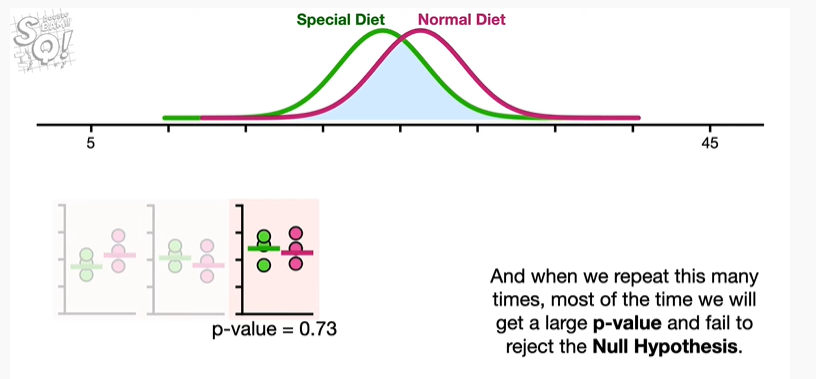 Special Diet
Normal Diet
5
45
p-value = 0.73
And when we repeat this many
times, most of the time we will
get a large p-value and fail to
reject the Null Hypothesis.